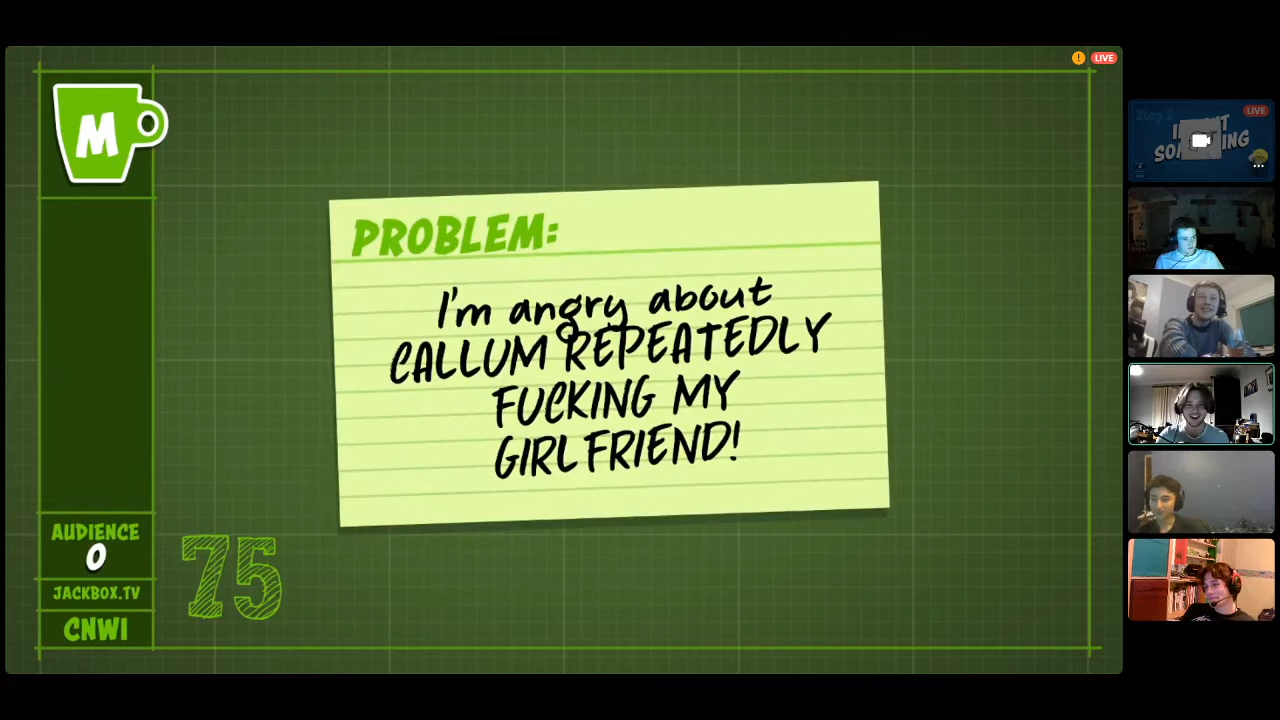 M
PROBLEM:
I'm angry about
CALLUM REPEATEDLY
FUCKING MY
GIRLFRIEND!
AUDIENCE
0
JACKBOX.TV
CNWI
75
LIVE
LIVE